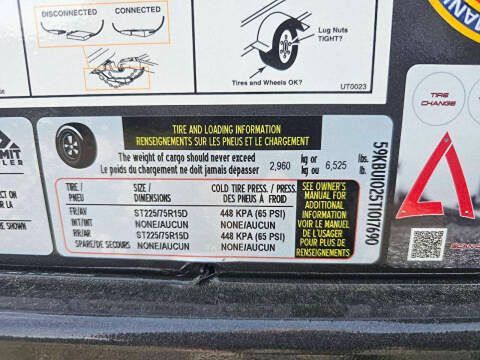 DISCONNECTED
CONNECTED
Lug Nuts
TIGHT?
Tires and Wheels OK?
UT0023
TIRE AND LOADING INFORMATION
RENSEIGNEMENTS SUR LES PNEUS ET LE CHARGEMENT
The weight of cargo should never exceed
Le poids du chargement ne doit jamais dépasser
2,960 kg or kg ou 6,525 lbs. lb.
TIRE / PNEU
SIZE / DIMENSIONS
COLD TIRE PRESS. / PRESS. DES PNEUS À FROID
FR/AV ST225/75R15D 448 KPA (65 PSI)
INT/INT NONE/AUCUN NONE/AUCUN
RR/AR ST225/75R15D 448 KPA (65 PSI)
SPARE/DE SECOURS NONE/AUCUN NONE/AUCUN
SEE OWNER'S
MANUAL FOR
ADDITIONAL
INFORMATION
VOIR LE MANUEL
DE L'USAGER
POUR PLUS DE
RENSEIGNEMENTS
TIRE
CHANGE